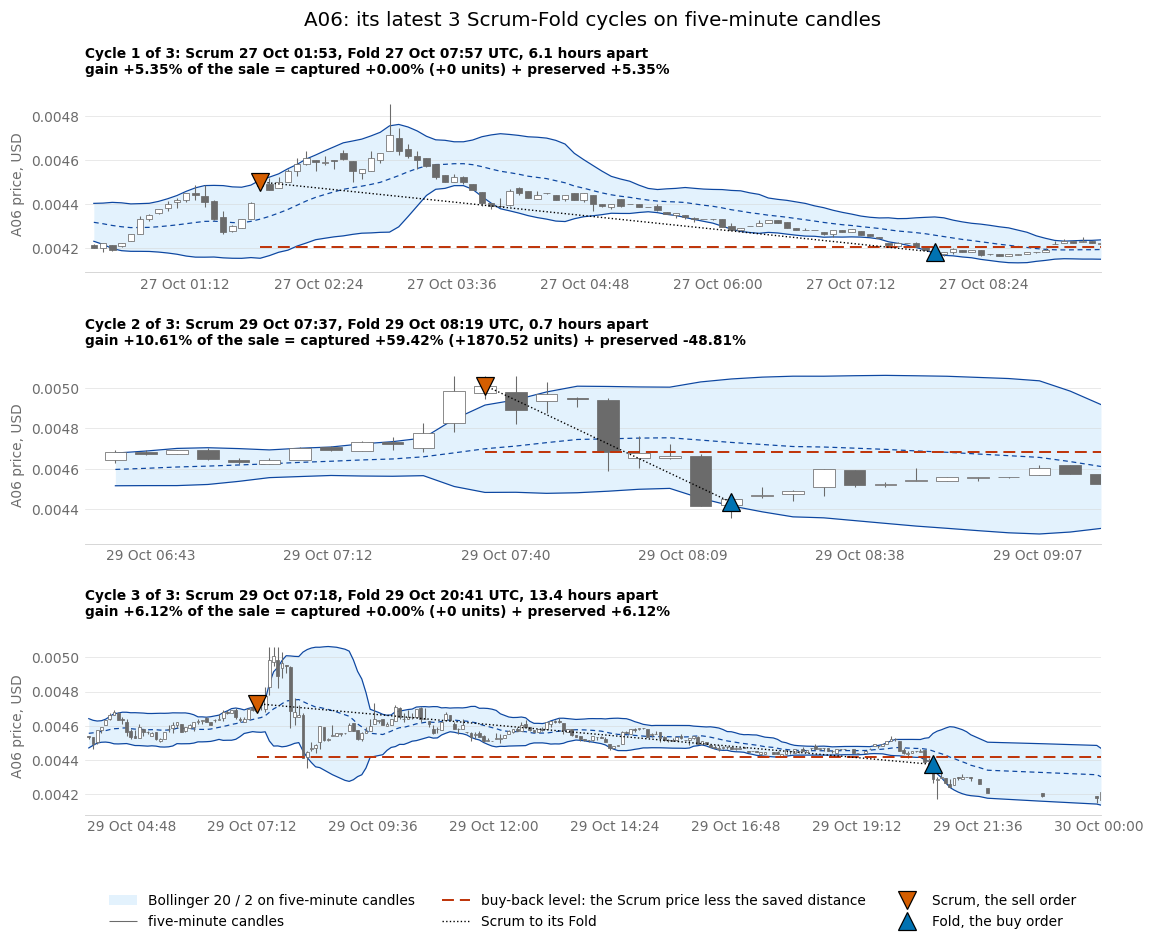 A06: its latest 3 Scrum-Fold cycles on five-minute candles
Cycle 1 of 3: Scrum 27 Oct 01:53, Fold 27 Oct 07:57 UTC, 6.1 hours apart
gain +5.35% of the sale = captured +0.00% (+0 units) + preserved +5.35%
A06 price, USD
0.0048
0.0046
0.0044
0.0042
27 Oct 01:12
27 Oct 02:24
27 Oct 03:36
27 Oct 04:48
27 Oct 06:00
27 Oct 07:12
27 Oct 08:24
Cycle 2 of 3: Scrum 29 Oct 07:37, Fold 29 Oct 08:19 UTC, 0.7 hours apart
gain +10.61% of the sale = captured +59.42% (+1870.52 units) + preserved -48.81%
A06 price, USD
0.0050
0.0048
0.0046
0.0044
29 Oct 06:43
29 Oct 07:12
29 Oct 07:40
29 Oct 08:09
29 Oct 08:38
29 Oct 09:07
Cycle 3 of 3: Scrum 29 Oct 07:18, Fold 29 Oct 20:41 UTC, 13.4 hours apart
gain +6.12% of the sale = captured +0.00% (+0 units) + preserved +6.12%
A06 price, USD
0.0050
0.0048
0.0046
0.0044
0.0042
29 Oct 04:48
29 Oct 07:12
29 Oct 09:36
29 Oct 12:00
29 Oct 14:24
29 Oct 16:48
29 Oct 19:12
29 Oct 21:36
30 Oct 00:00
Bollinger 20 / 2 on five-minute candles
five-minute candles
buy-back level: the Scrum price less the saved distance
Scrum to its Fold
Scrum, the sell order
Fold, the buy order